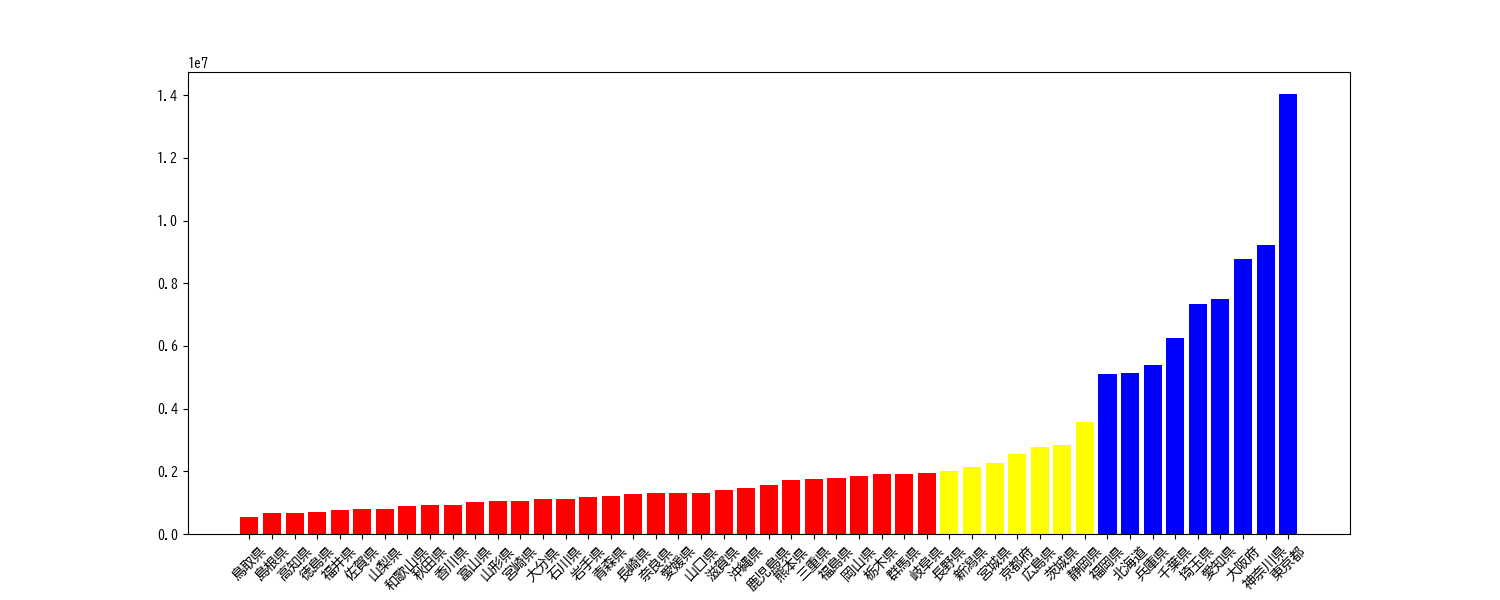 1e7
1.4
1.2
1.0
0.8
0.6
0.4
0.2
0.0
鳥取県
島根県
高知県
徳島県
福井県
佐賀県
山梨県
和歌山県
秋田県
香川県
富山県
山形県
宮崎県
大分県
石川県
岩手県
青森県
長崎県
奈良県
愛媛県
山口県
滋賀県
沖縄県
鹿児島県
熊本県
三重県
福島県
岡山県
栃木県
群馬県
岐阜県
長野県
新潟県
宮城県
京都府
広島県
茨城県
静岡県
福岡県
北海道
兵庫県
千葉県
埼玉県
愛知県
大阪府
神奈川県
東京都